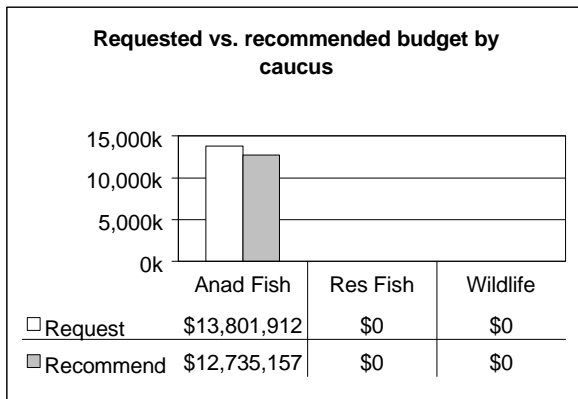 Requested vs. recommended budget by
caucus
15,000k
10,000k
5,000k
0k
Anad Fish Res Fish Wildlife
Request $13,801,912 $0 $0
Recommend $12,735,157 $0 $0